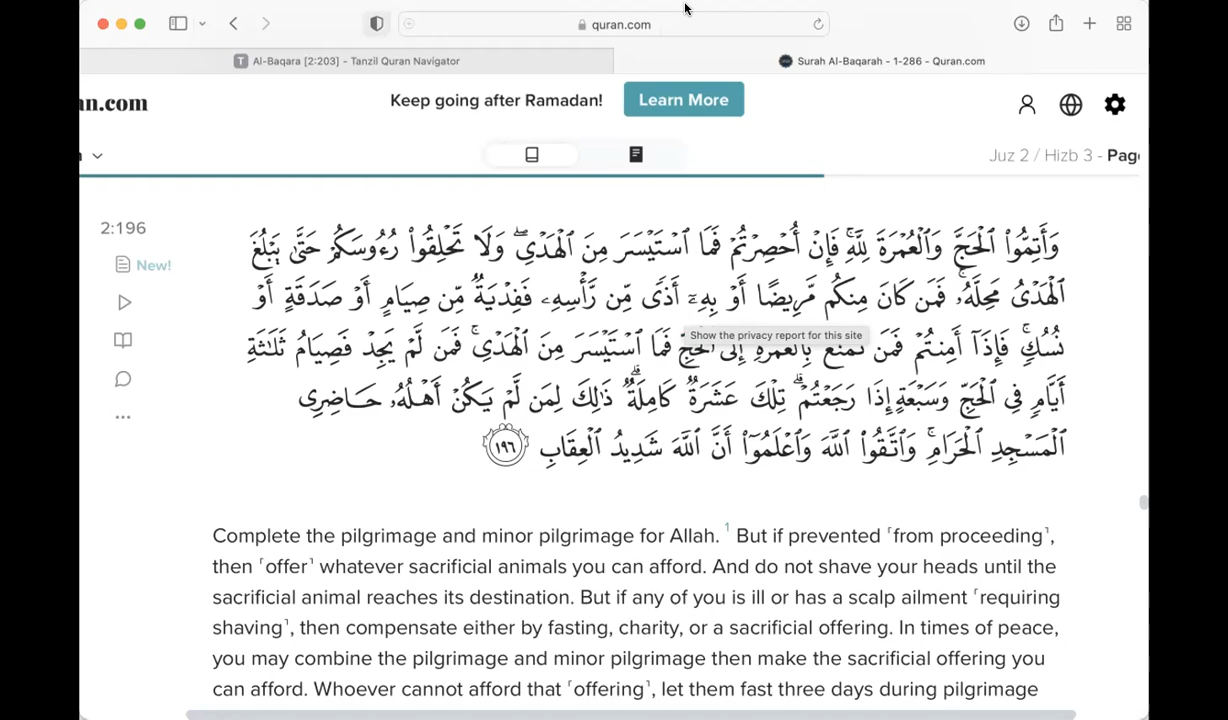 quran.com
Al-Baqara [2:203] - Tanzil Quran Navigator
Surah Al-Baqarah - 1-286 - Quran.com
an.com
Keep going after Ramadan!
Learn More
Juz 2 / Hizb 3 - Page
2:196
New!
وَأَتِمُّوا۟ ٱلْحَجَّ وَٱلْعُمْرَةَ لِلَّهِ ۚ فَإِنْ أُحْصِرْتُمْ فَمَا ٱسْتَيْسَرَ مِنَ ٱلْهَدْىِ ۖ وَلَا تَحْلِقُوا۟ رُءُوسَكُمْ حَتَّىٰ يَبْلُغَ
ٱلْهَدْىُ مَحِلَّهُۥ ۚ فَمَن كَانَ مِنكُم مَّرِيضًا أَوْ بِهِۦٓ أَذًى مِّن رَّأْسِهِۦ فَفِدْيَةٌ مِّن صِيَامٍ أَوْ صَدَقَةٍ أَوْ
Show the privacy report for this site
نُسُكٍ ۚ فَإِذَآ أَمِنتُمْ فَمَن تَمَتَّعَ بِٱلْعُمْرَةِ إِلَى ٱلْحَجِّ فَمَا ٱسْتَيْسَرَ مِنَ ٱلْهَدْىِ ۚ فَمَن لَّمْ يَجِدْ فَصِيَامُ ثَلَـٰثَةِ
أَيَّامٍ فِى ٱلْحَجِّ وَسَبْعَةٍ إِذَا رَجَعْتُمْ ۗ تِلْكَ عَشَرَةٌ كَامِلَةٌ ۗ ذَٰلِكَ لِمَن لَّمْ يَكُنْ أَهْلُهُۥ حَاضِرِى
ٱلْمَسْجِدِ ٱلْحَرَامِ ۚ وَٱتَّقُوا۟ ٱللَّهَ وَٱعْلَمُوٓا۟ أَنَّ ٱللَّهَ شَدِيدُ ٱلْعِقَابِ ١٩٦
Complete the pilgrimage and minor pilgrimage for Allah. 1 But if prevented ˹from proceeding˺,
then ˹offer˺ whatever sacrificial animals you can afford. And do not shave your heads until the
sacrificial animal reaches its destination. But if any of you is ill or has a scalp ailment ˹requiring
shaving˺, then compensate either by fasting, charity, or a sacrificial offering. In times of peace,
you may combine the pilgrimage and minor pilgrimage then make the sacrificial offering you
can afford. Whoever cannot afford that ˹offering˺, let them fast three days during pilgrimage